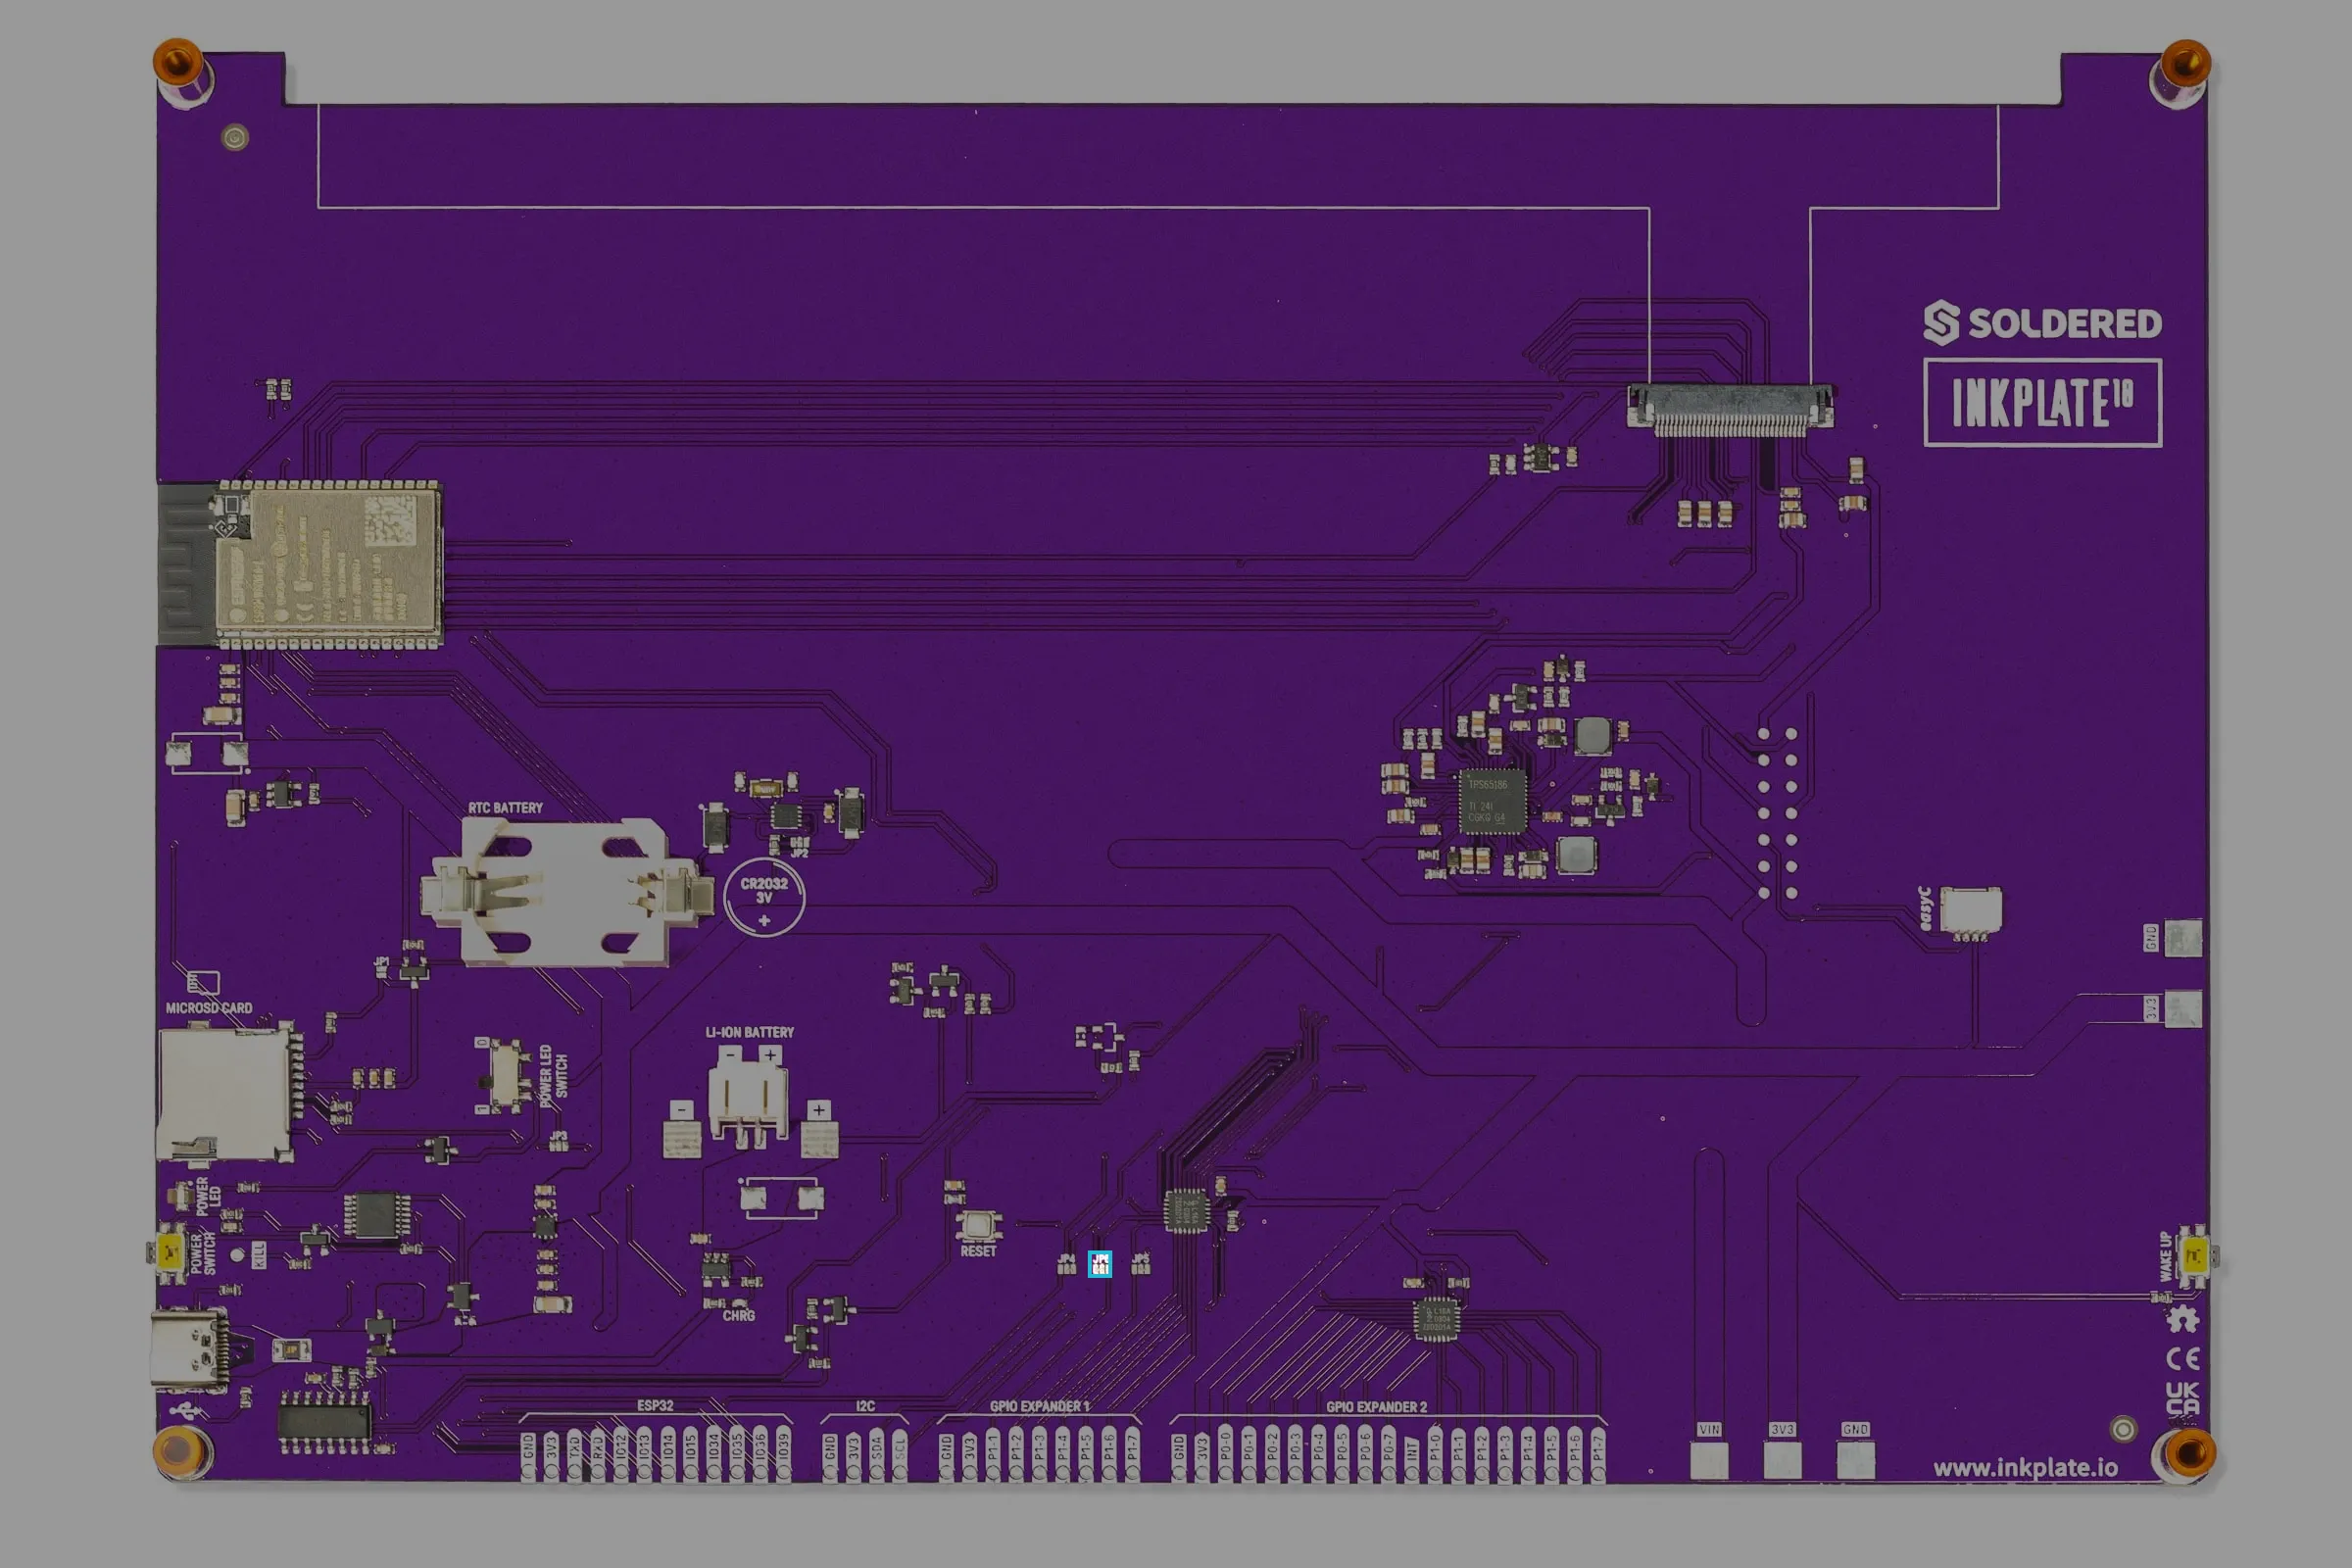 SOLDERED
INKPLATE10
RTC BATTERY
TPS65186
TI 24I
CGKQ G4
JP2
CR2032
3V
+
easyC
GND
JP1
3V3
MICROSD CARD
LI-ION BATTERY
- +
0
POWER LED
SWITCH
1
- +
JP3
POWER
LED
POWER
SWITCH
KILL
RESET
JP4
JP5
WAKE UP
CHRG
CE
UK
CA
ESP32
I2C
GPIO EXPANDER 1
GPIO EXPANDER 2
VIN
3V3
GND
GND
3V3
TXD
RXD
IO12
IO13
IO14
IO15
IO34
IO35
IO36
IO39
GND
3V3
SDA
SCL
GND
3V3
P1-1
P1-2
P1-3
P1-4
P1-5
P1-6
P1-7
GND
3V3
P0-0
P0-1
P0-2
P0-3
P0-4
P0-5
P0-6
P0-7
INT
P1-0
P1-1
P1-2
P1-3
P1-4
P1-5
P1-6
P1-7
www.inkplate.io